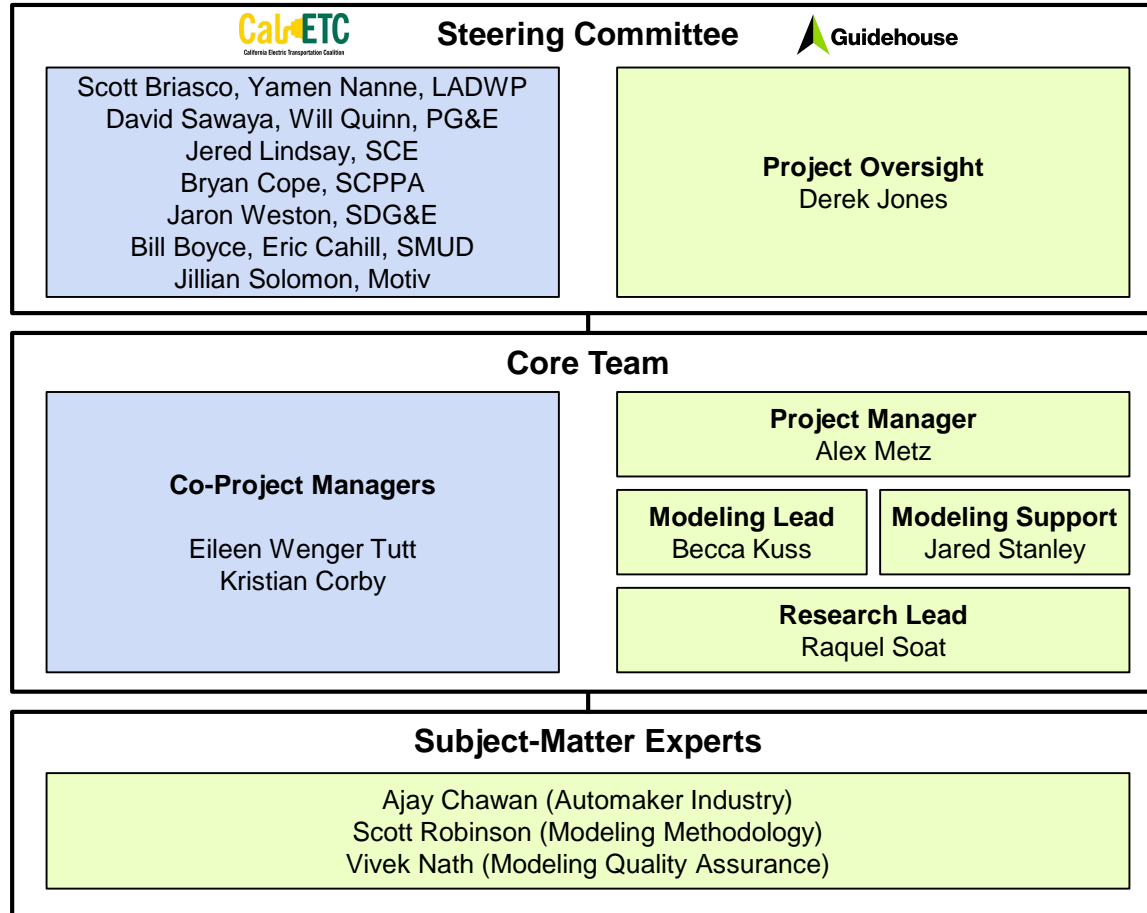 CalETC
California Electric Transportation Coalition
Steering Committee
Guidehouse
Scott Briasco, Yamen Nanne, LADWP
David Sawaya, Will Quinn, PG&E
Jered Lindsay, SCE
Bryan Cope, SCPPA
Jaron Weston, SDG&E
Bill Boyce, Eric Cahill, SMUD
Jillian Solomon, Motiv
Project Oversight
Derek Jones
Core Team
Co-Project Managers
Eileen Wenger Tutt
Kristian Corby
Project Manager
Alex Metz
Modeling Lead
Becca Kuss
Modeling Support
Jared Stanley
Research Lead
Raquel Soat
Subject-Matter Experts
Ajay Chawan (Automaker Industry)
Scott Robinson (Modeling Methodology)
Vivek Nath (Modeling Quality Assurance)